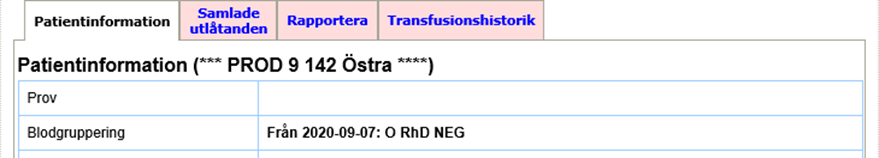 Patientinformation
Samlade
utlåtanden
Rapportera
Transfusionshistorik
Patientinformation (*** PROD 9 142 Östra ****)
Prov
Blodgruppering Från 2020-09-07: O RhD NEG